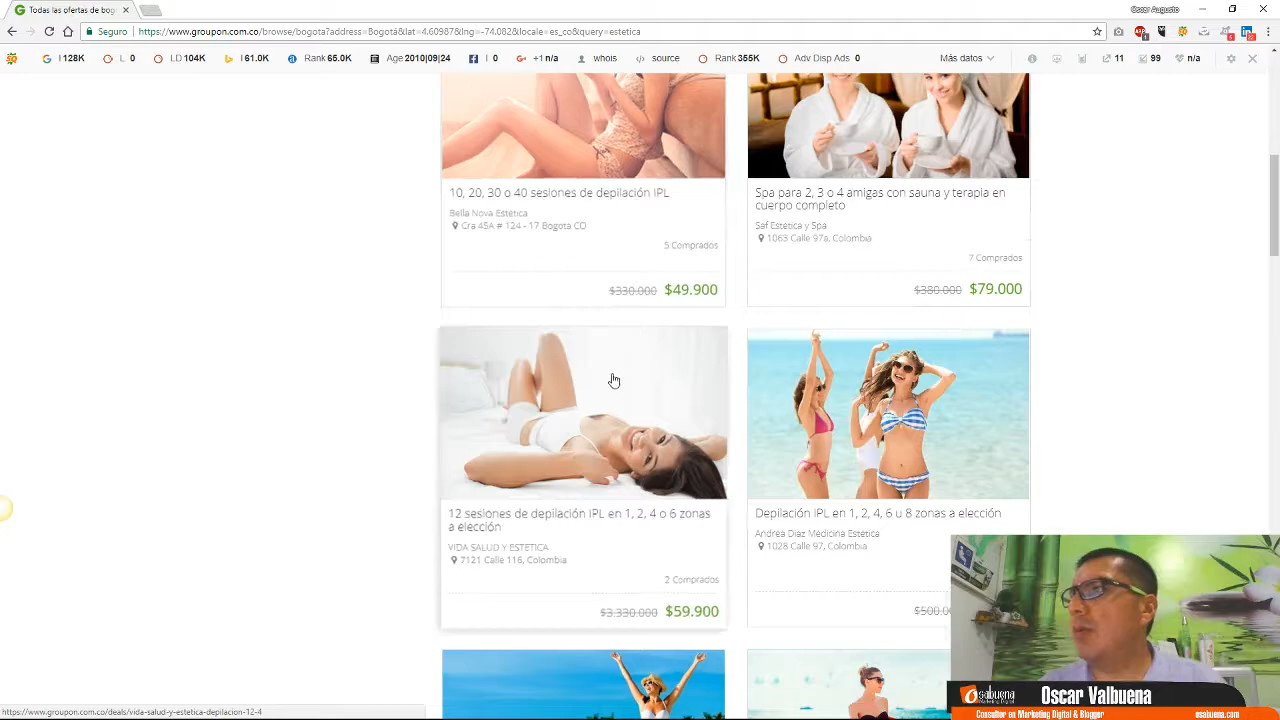 Todas las ofertas de bog
Oscar Augusto
Seguro
https://www.groupon.com.co/browse/bogota?address=Bogotá&lat=4.60987&lng=-74.082&locale=es_co&query=estetica
I 128K
L 0
LD 104K
I 61.0K
Rank 65.0K
Age 2010|09|24
I 0
+1 n/a
whois
source
Rank 355K
Adv Disp Ads 0
Más datos
11
99
n/a
10, 20, 30 o 40 sesiones de depilación IPL
Bella Nova Estetica
Cra 45A # 124 - 17 Bogota CO
5 Comprados
$330.000 $49.900
Spa para 2, 3 o 4 amigas con sauna y terapia en
cuerpo completo
Saf Estetica y Spa
1063 Calle 97a, Colombia
7 Comprados
$380.000 $79.000
12 sesiones de depilación IPL en 1, 2, 4 o 6 zonas
a elección
VIDA SALUD Y ESTETICA
7121 Calle 116, Colombia
2 Comprados
$3.330.000 $59.900
Depilación IPL en 1, 2, 4, 6 u 8 zonas a elección
Andrea Diaz Medicina Estetica
1028 Calle 97, Colombia
$500.0
osabuena
Marketing Digital
Oscar Valbuena
Consultor en Marketing Digital & Blogger
osabuena.com
https://www.groupon.com.co/deals/vida-salud-y-estetica-depilacion-12-4